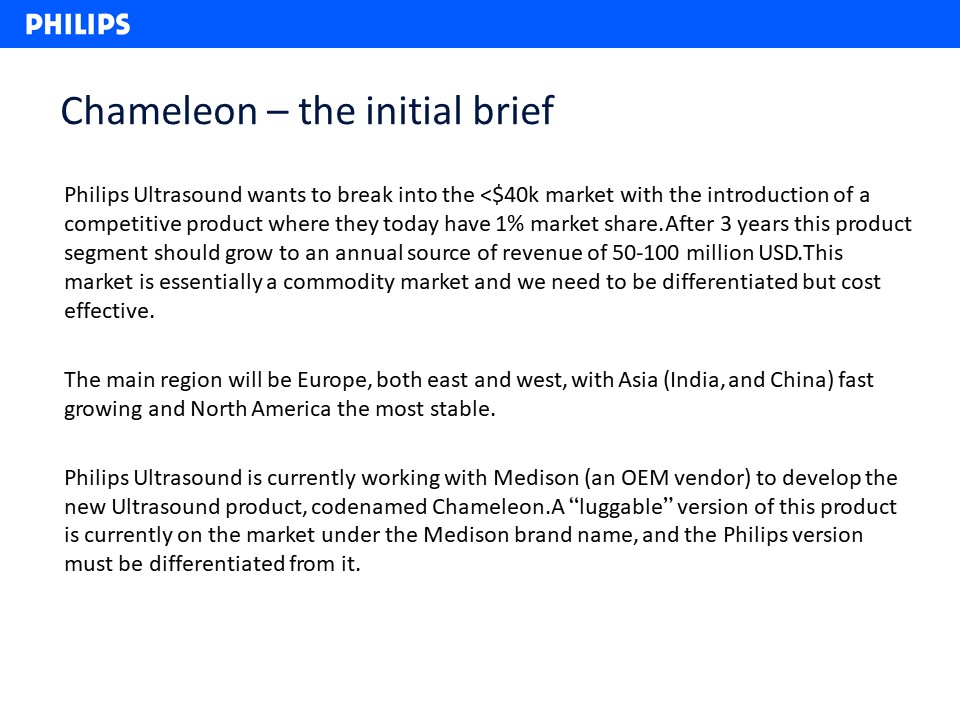 PHILIPS
Chameleon – the initial brief
Philips Ultrasound wants to break into the <$40k market with the introduction of a
competitive product where they today have 1% market share.After 3 years this product
segment should grow to an annual source of revenue of 50-100 million USD.This
market is essentially a commodity market and we need to be differentiated but cost
effective.
The main region will be Europe, both east and west, with Asia (India, and China) fast
growing and North America the most stable.
Philips Ultrasound is currently working with Medison (an OEM vendor) to develop the
new Ultrasound product, codenamed Chameleon.A “luggable” version of this product
is currently on the market under the Medison brand name, and the Philips version
must be differentiated from it.